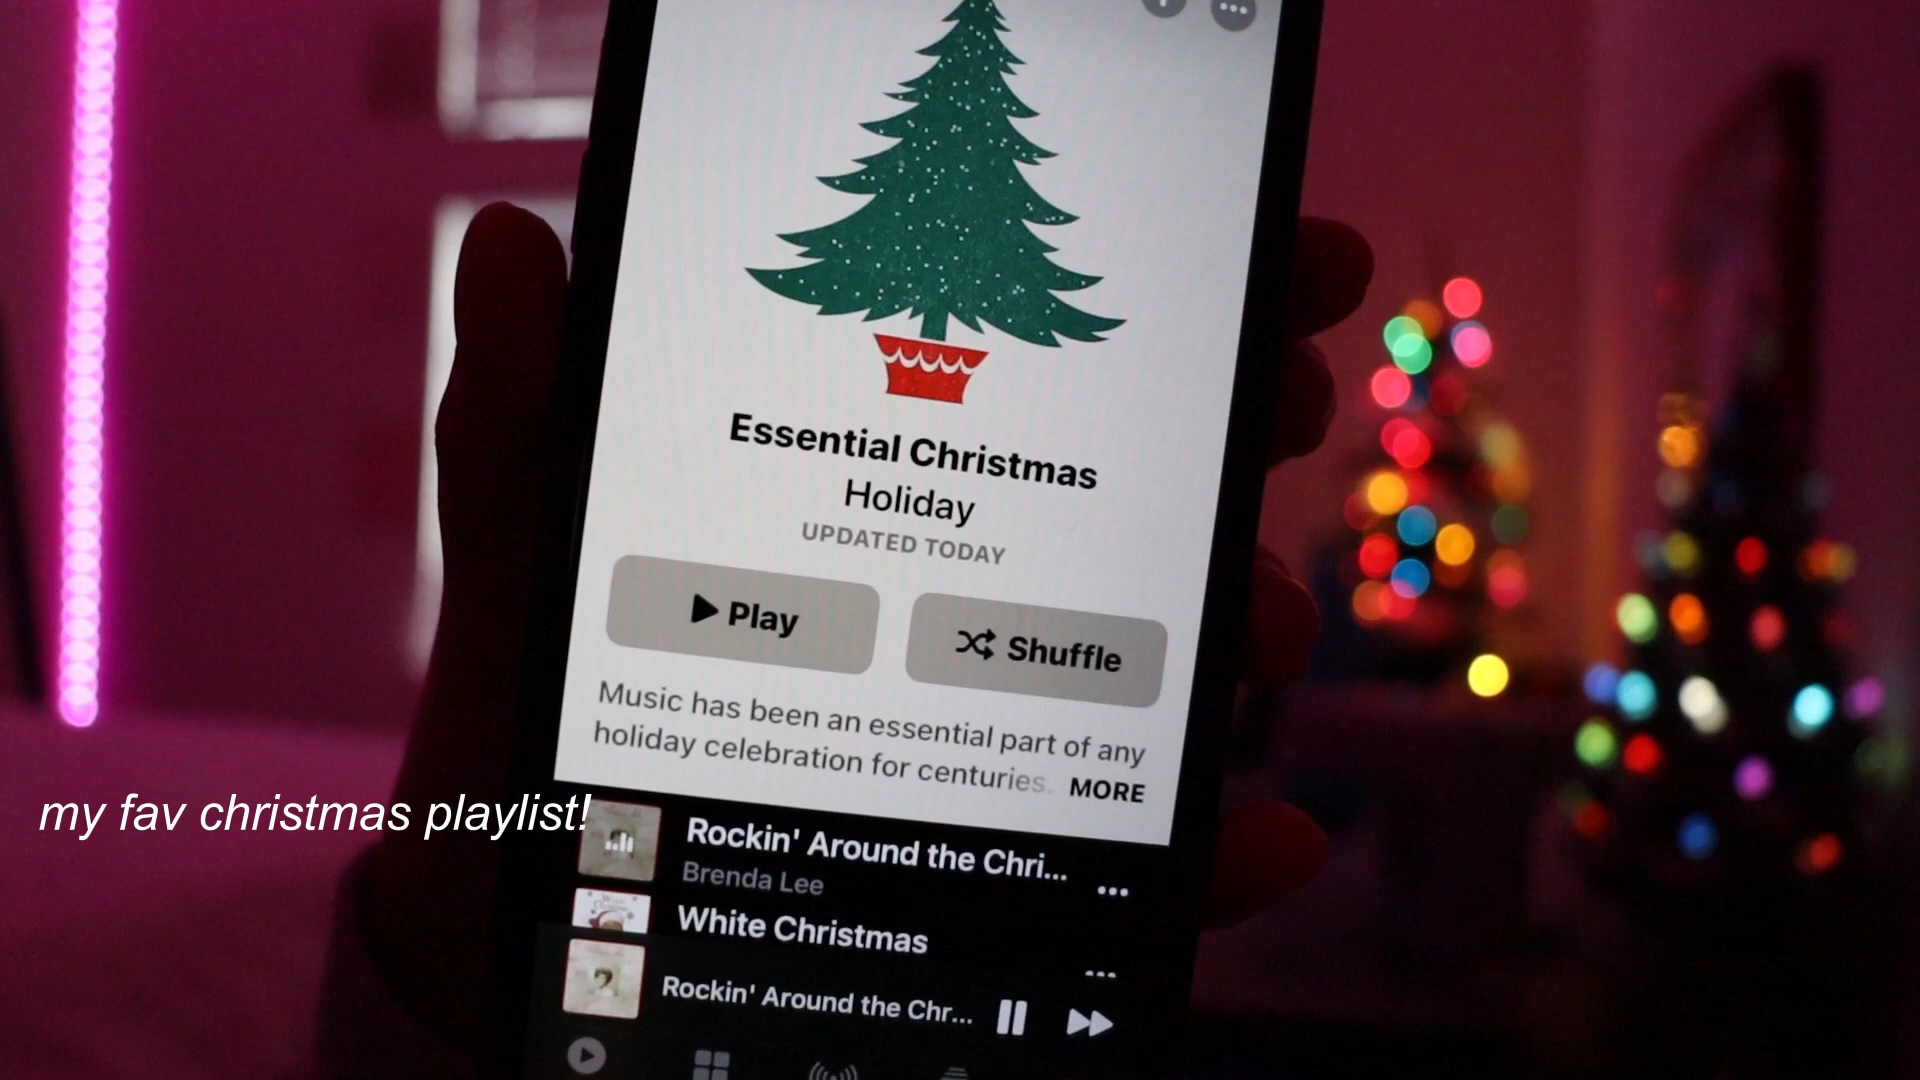 Essential Christmas
Holiday
UPDATED TODAY
Play
Shuffle
Music has been an essential part of any
holiday celebration for centuries. MORE
my fav christmas playlist!
Rockin' Around the Chri...
Brenda Lee
White Christmas
Rockin' Around the Chr...